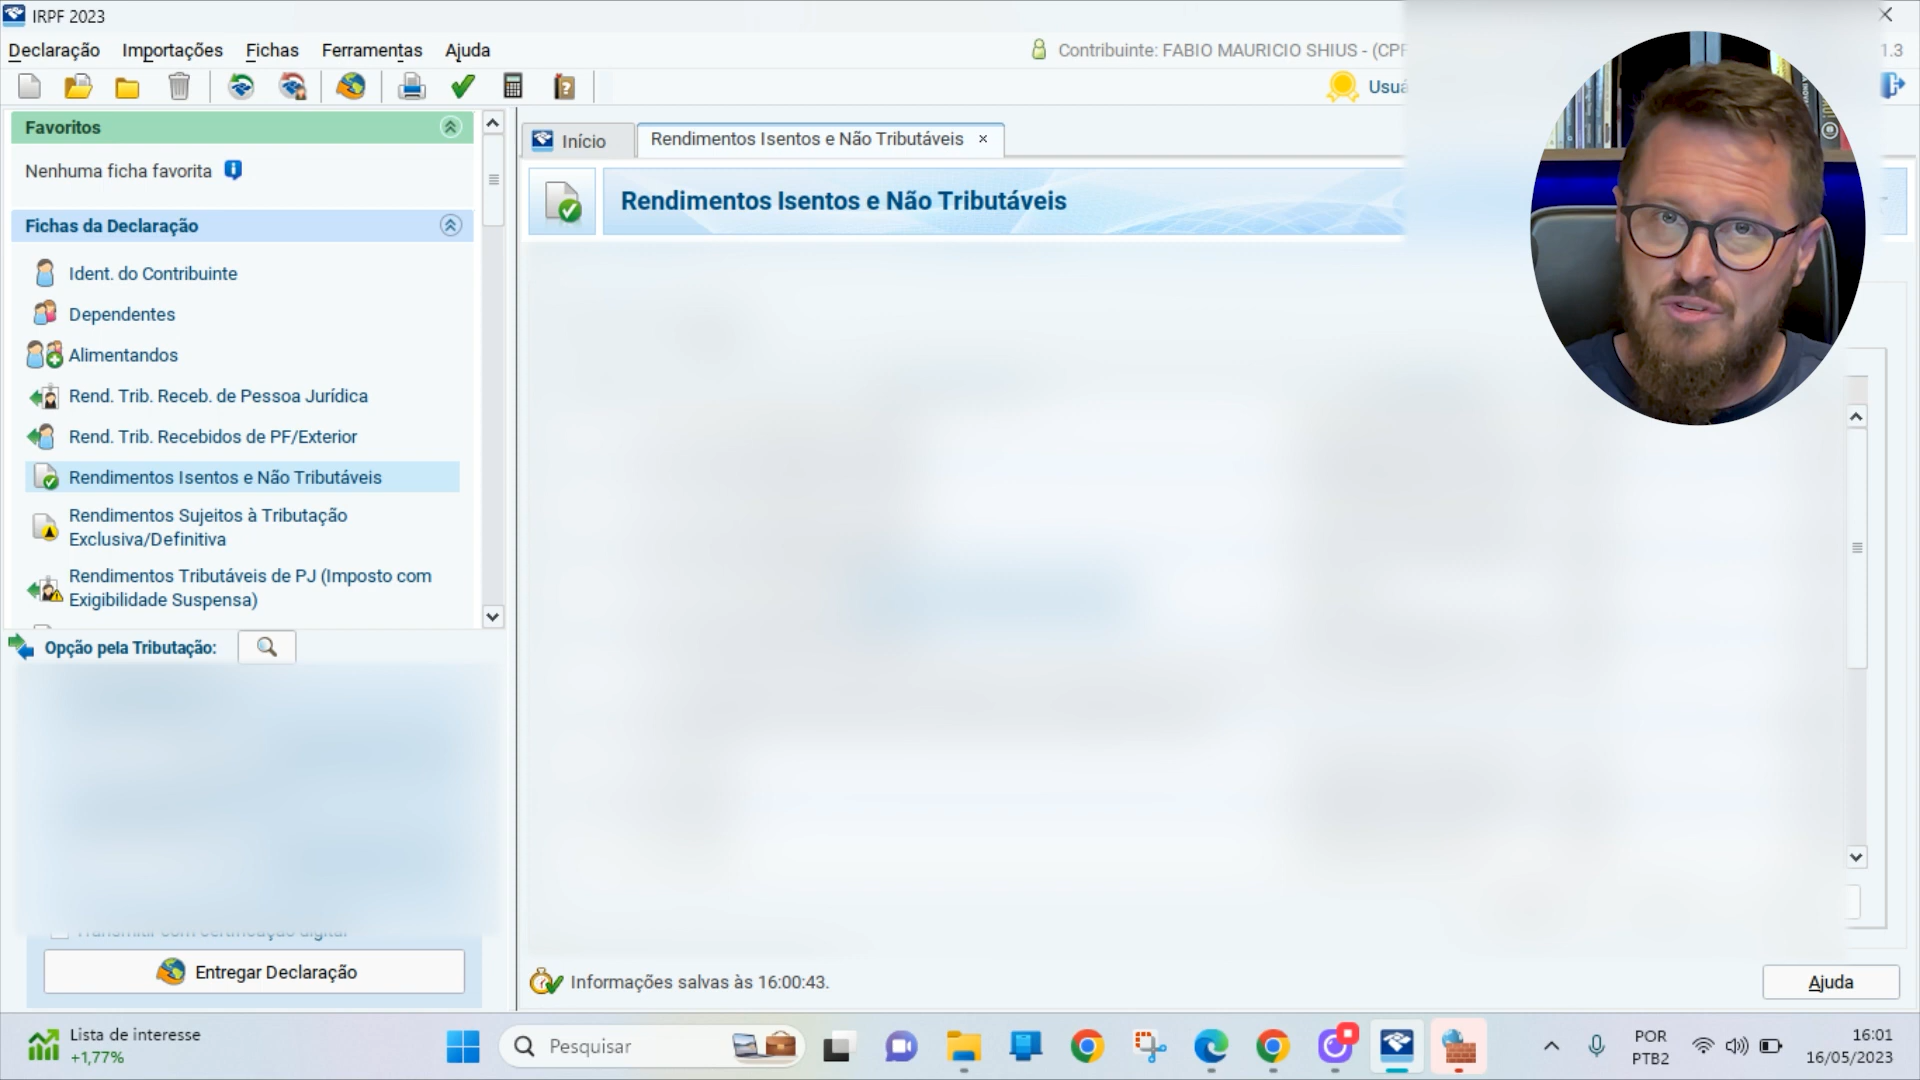 IRPF 2023
Declaração Importações Fichas Ferramentas Ajuda
Contribuinte: FABIO MAURICIO SHIUS - (CPF
1.3
Favoritos
Nenhuma ficha favorita
Fichas da Declaração
Ident. do Contribuinte
Dependentes
Alimentandos
Rend. Trib. Receb. de Pessoa Jurídica
Rend. Trib. Recebidos de PF/Exterior
Rendimentos Isentos e Não Tributáveis
Rendimentos Sujeitos à Tributação
Exclusiva/Definitiva
Rendimentos Tributáveis de PJ (Imposto com
Exigibilidade Suspensa)
Opção pela Tributação:
Transmitir com certificação digital
Entregar Declaração
Início
Rendimentos Isentos e Não Tributáveis
Rendimentos Isentos e Não Tributáveis
Informações salvas às 16:00:43.
Ajuda
Lista de interesse
+1,77%
Pesquisar
POR
PTB2
16:01
16/05/2023